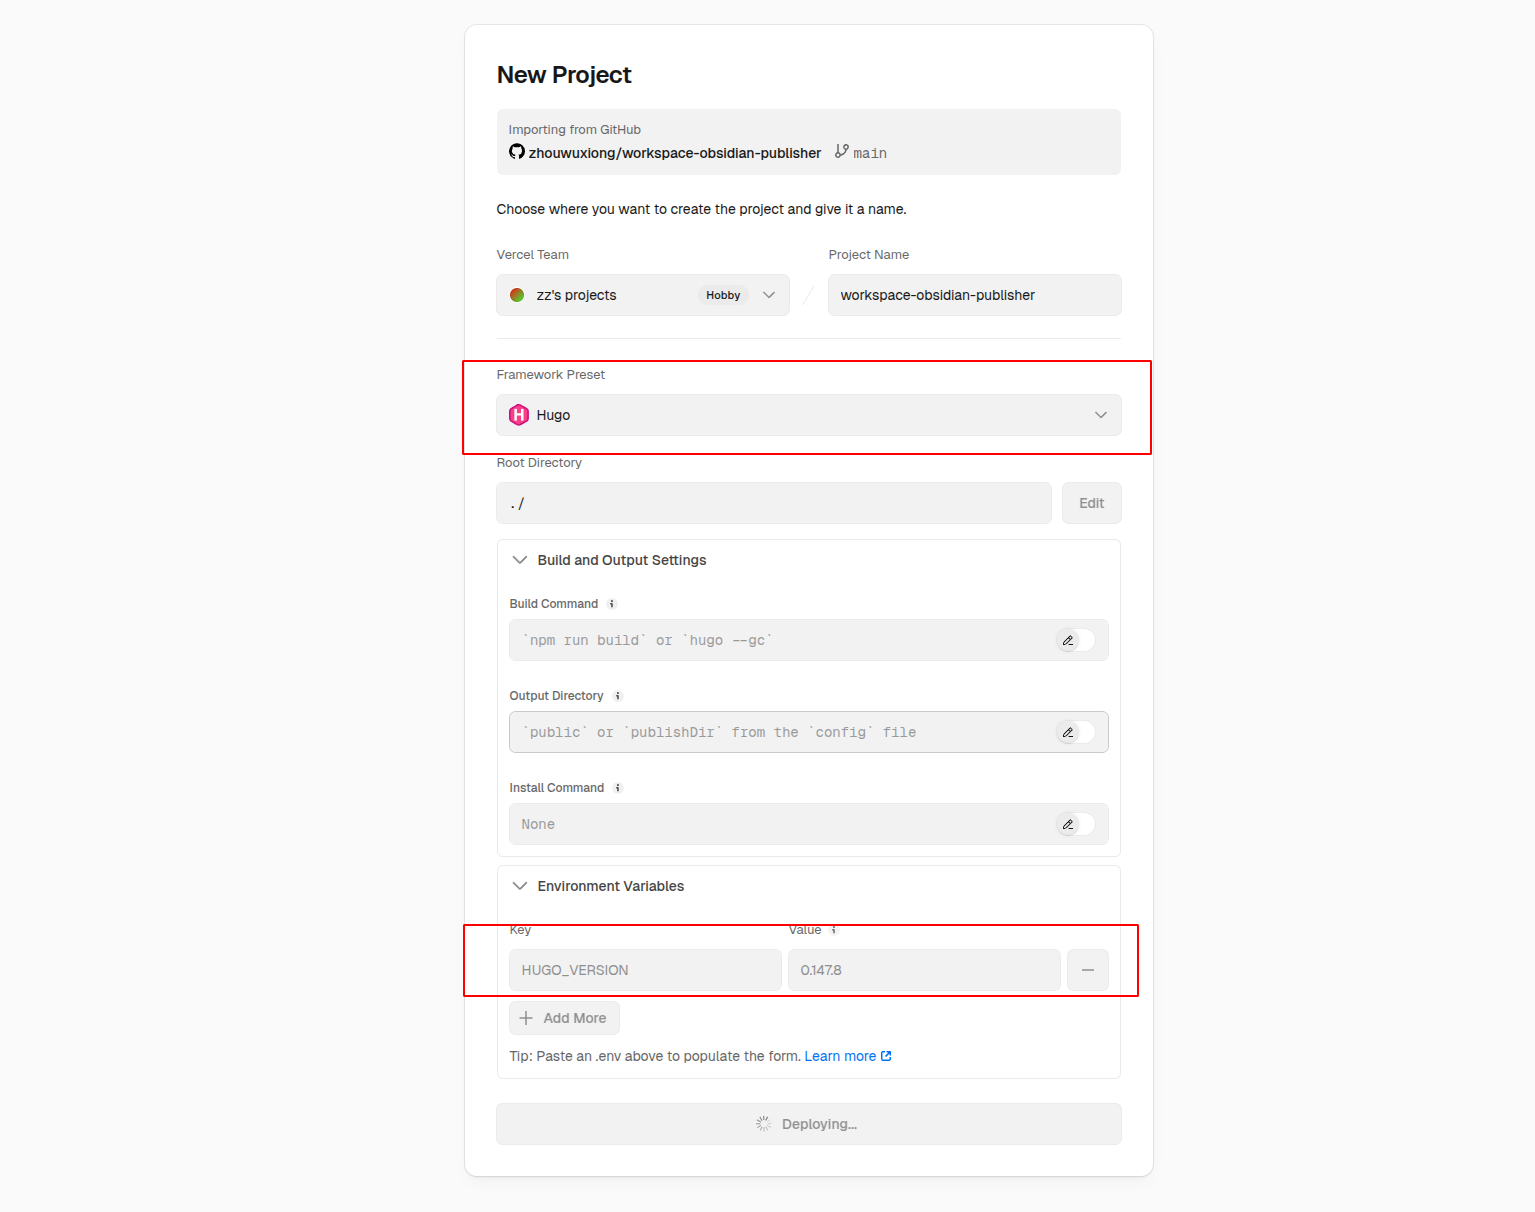 New Project
Importing from GitHub
zhouwuxiong/workspace-obsidian-publisher main
Choose where you want to create the project and give it a name.
Vercel Team
Project Name
zz's projects Hobby
workspace-obsidian-publisher
Framework Preset
Hugo
Root Directory
./
Edit
Build and Output Settings
Build Command
`npm run build` or `hugo --gc`
Output Directory
`public` or `publishDir` from the `config` file
Install Command
None
Environment Variables
Key
Value
HUGO_VERSION
0.147.8
Add More
Tip: Paste an .env above to populate the form. Learn more
Deploying...